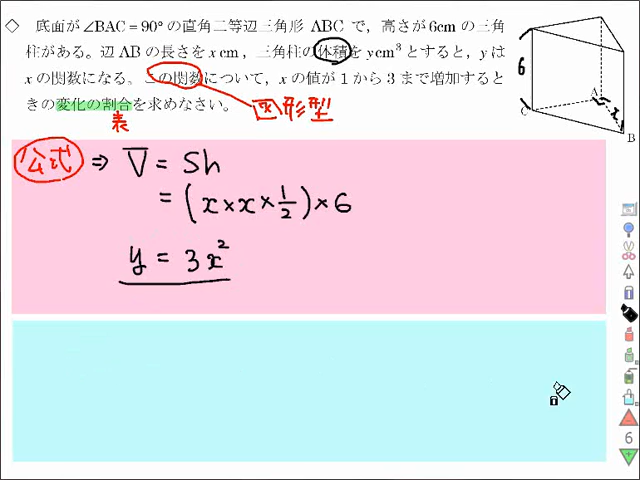 ◇ 底面が∠BAC=90°の直角二等辺三角形 ABC で，高さが6cm の三角
柱がある。辺 AB の長さを x cm，三角柱の体積を y cm³ とすると，y は
x の関数になる。この関数について，x の値が 1 から 3 まで増加すると
きの変化の割合を求めなさい。
表
図形型
6
A
x
C
B
公式 ⇒ V = Sh
= (x × x × 1/2) × 6
y = 3x²
6